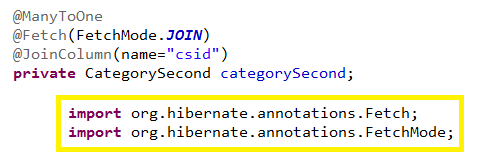 @ManyToOne
@Fetch(FetchMode.JOIN)
@JoinColumn(name="csid")
private CategorySecond categorySecond;
import org.hibernate.annotations.Fetch;
import org.hibernate.annotations.FetchMode;